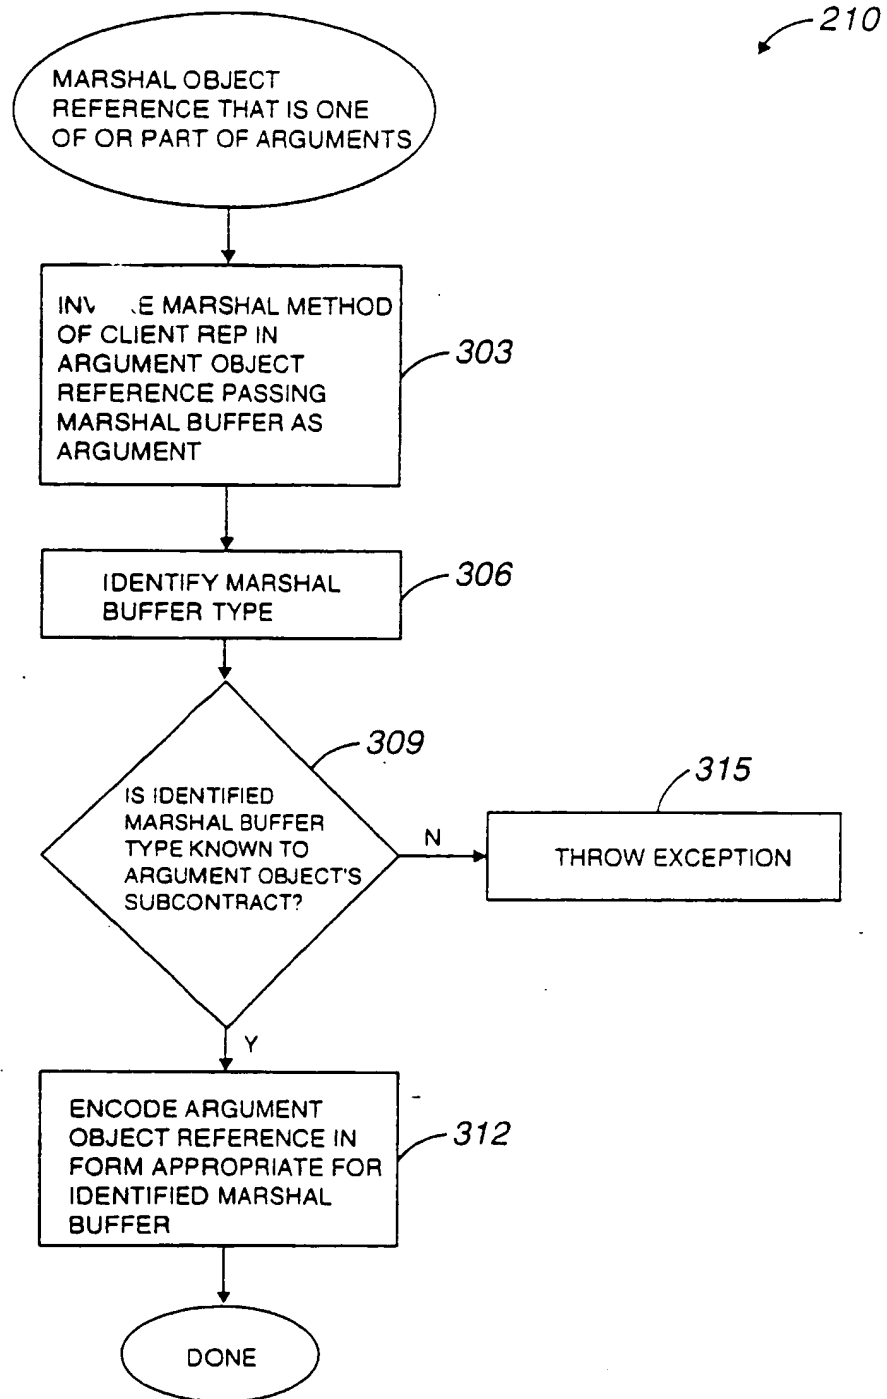 210
MARSHAL OBJECT
REFERENCE THAT IS ONE
OF OR PART OF ARGUMENTS
MARSHAL METHOD
OF CLIENT REP IN
ARGUMENT OBJECT
REFERENCE PASSING
MARSHAL BUFFER AS
ARGUMENT
303
IDENTIFY MARSHAL
BUFFER TYPE
306
309
IS IDENTIFIED
MARSHAL BUFFER
TYPE KNOWN TO
ARGUMENT OBJECT'S
SUBCONTRACT?
N
315
THROW EXCEPTION
Y
ENCODE ARGUMENT
OBJECT REFERENCE IN
FORM APPROPRIATE FOR
IDENTIFIED MARSHAL
BUFFER
312
DONE